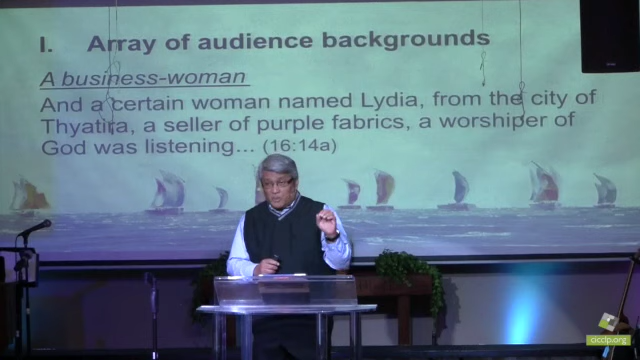 I. Array of audience backgrounds
A business-woman
And a certain woman named Lydia, from the city of
Thyatira, a seller of purple fabrics, a worshiper of
God was listening... (16:14a)
cicclp.org